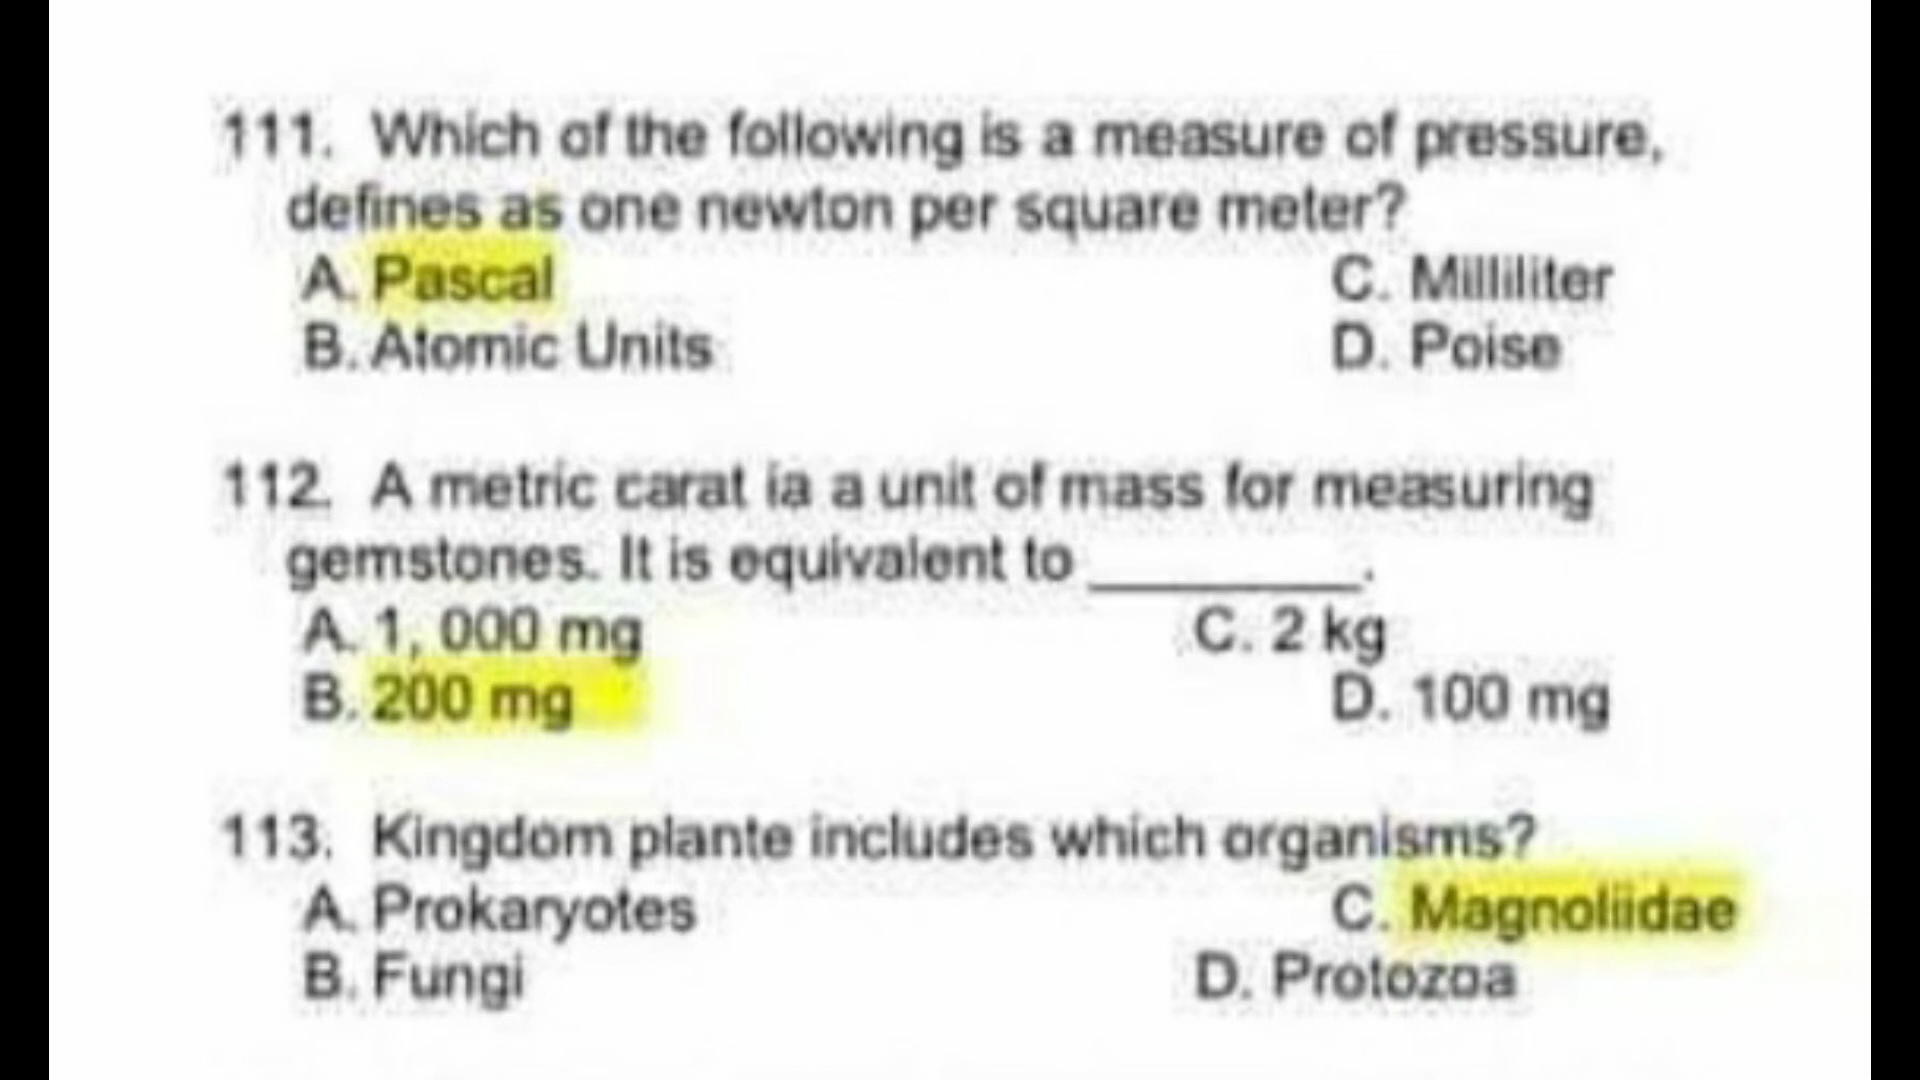 111. Which of the following is a measure of pressure,
defines as one newton per square meter?
A. Pascal C. Milliliter
B. Atomic Units D. Poise
112. A metric carat ia a unit of mass for measuring
gemstones. It is equivalent to _________.
A. 1, 000 mg C. 2 kg
B. 200 mg D. 100 mg
113. Kingdom plante includes which organisms?
A. Prokaryotes C. Magnoliidae
B. Fungi D. Protozoa